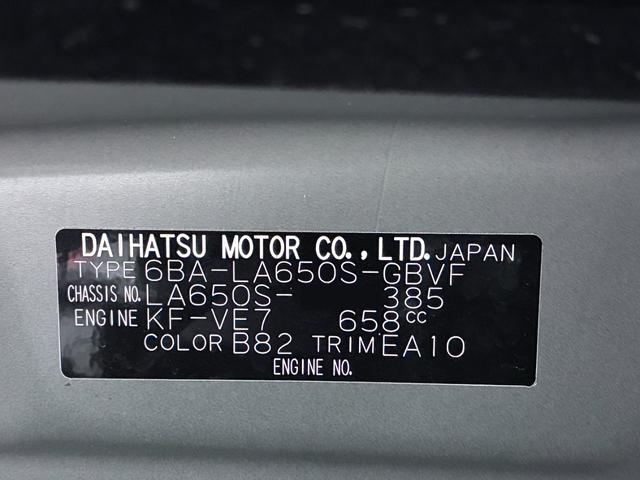 DAIHATSU MOTOR CO., LTD. JAPAN
TYPE 6BA-LA650S-GBVF
CHASSIS NO. LA650S- 385
ENGINE KF-VE7 658cc
COLOR B82 TRIM EA10
ENGINE NO.